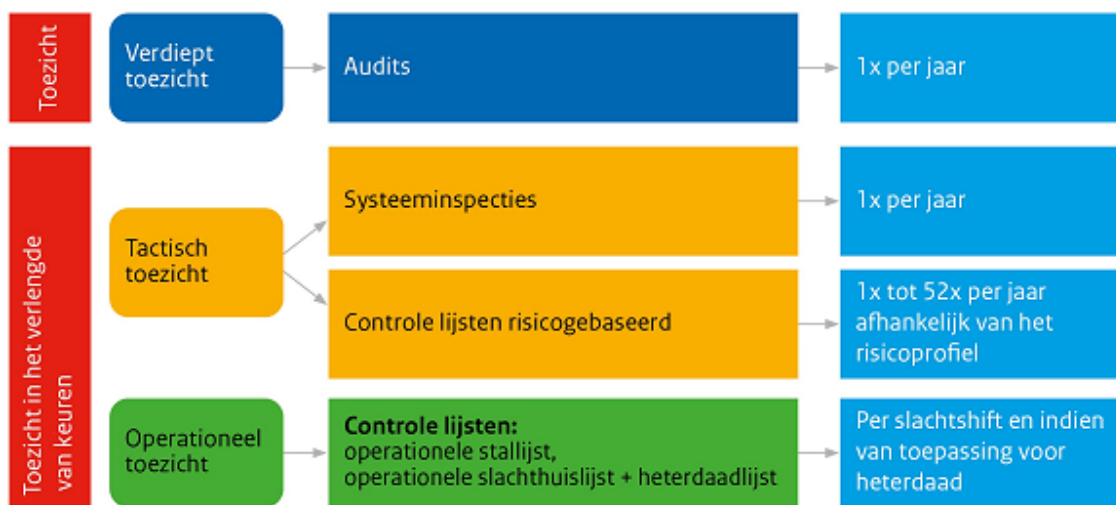 Toezicht
Verdiept
toezicht
Audits
1x per jaar
Toezicht in het verlengde
van keuren
Tactisch
toezicht
Systeeminspecties
1x per jaar
Controle lijsten risicogebaseerd
1x tot 52x per jaar
afhankelijk van het
risicoprofiel
Operationeel
toezicht
Controle lijsten:
operationele stallijst,
operationele slachthuislijst + heterdaadlijst
Per slachtshift en indien
van toepassing voor
heterdaad